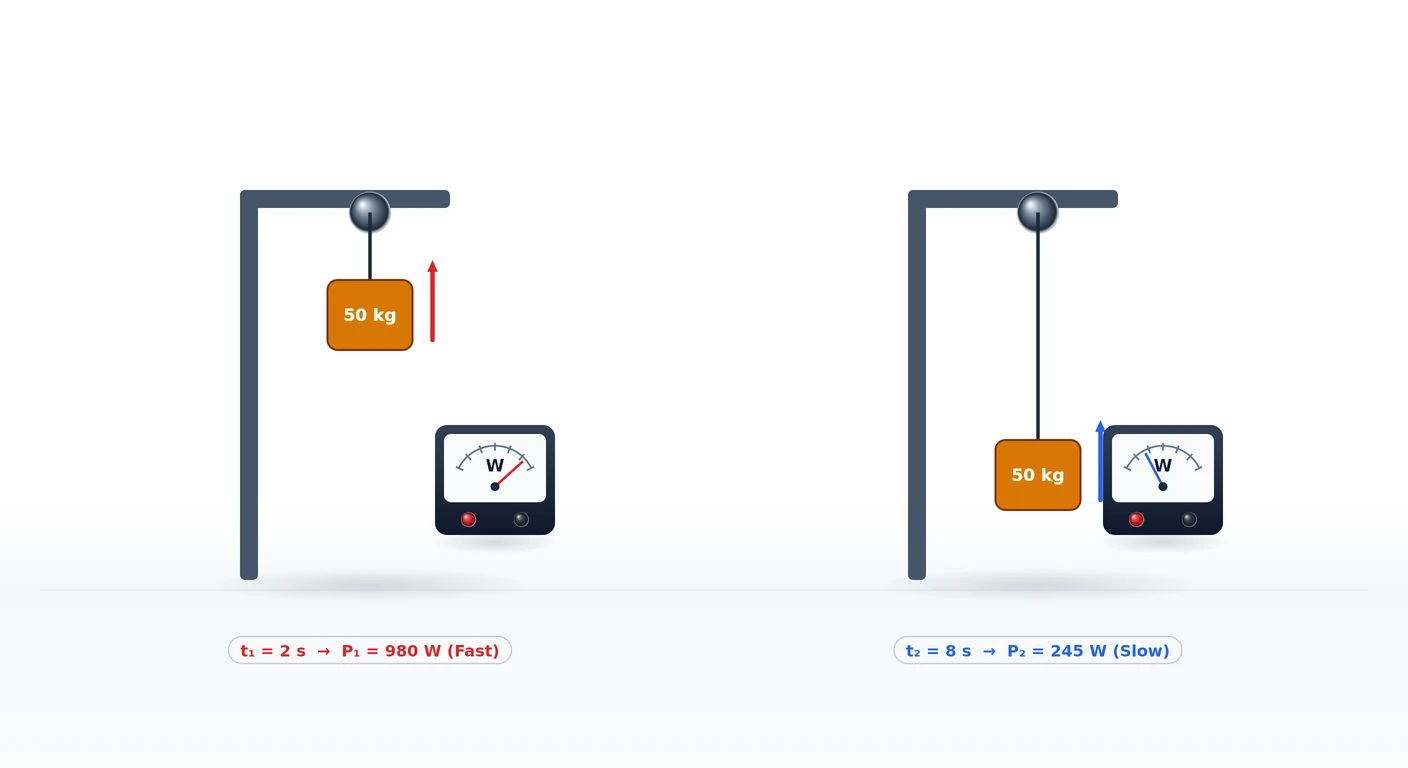 50 kg
W
50 kg
W
t₁ = 2 s → P₁ = 980 W (Fast)
t₂ = 8 s → P₂ = 245 W (Slow)